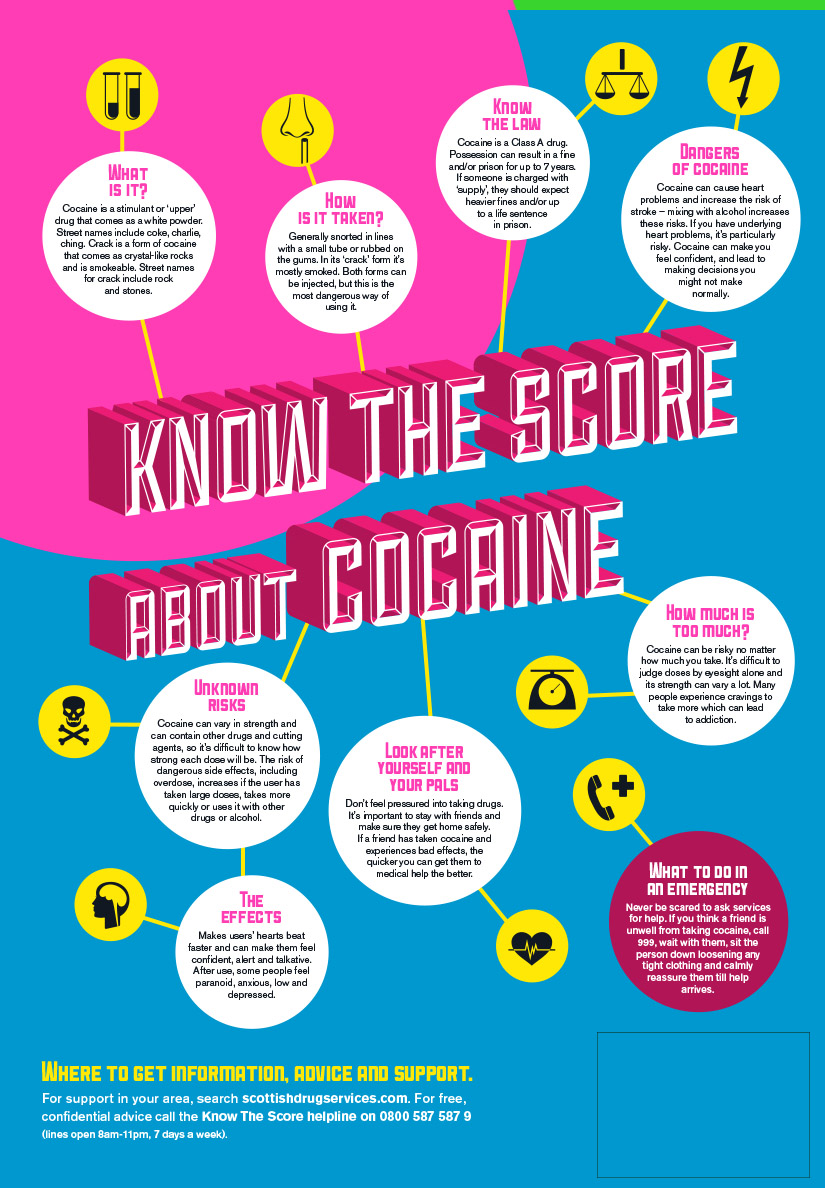 What
is it?
Cocaine is a stimulant or 'upper'
drug that comes as a white powder.
Street names include coke, charlie,
ching. Crack is a form of cocaine
that comes as crystal-like rocks
and is smokeable. Street names
for crack include rock
and stones.
How
is it taken?
Generally snorted in lines
with a small tube or rubbed on
the gums. In its 'crack' form it's
mostly smoked. Both forms can
be injected, but this is the
most dangerous way of
using it.
Know
the law
Cocaine is a Class A drug.
Possession can result in a fine
and/or prison for up to 7 years.
If someone is charged with
'supply', they should expect
heavier fines and/or up
to a life sentence
in prison.
Dangers
of cocaine
Cocaine can cause heart
problems and increase the risk of
stroke – mixing with alcohol increases
these risks. If you have underlying
heart problems, it's particularly
risky. Cocaine can make you
feel confident, and lead to
making decisions you
might not make
normally.
KNOW THE SCORE
ABOUT COCAINE
How much is
too much?
Cocaine can be risky no matter
how much you take. It's difficult to
judge doses by eyesight alone and
its strength can vary a lot. Many
people experience cravings to
take more which can lead
to addiction.
Unknown
risks
Cocaine can vary in strength and
can contain other drugs and cutting
agents, so it's difficult to know how
strong each dose will be. The risk of
dangerous side effects, including
overdose, increases if the user has
taken large doses, takes more
quickly or uses it with other
drugs or alcohol.
Look after
yourself and
your pals
Don't feel pressured into taking drugs.
It's important to stay with friends and
make sure they get home safely.
If a friend has taken cocaine and
experiences bad effects, the
quicker you can get them to
medical help the better.
What to do in
an emergency
Never be scared to ask services
for help. If you think a friend is
unwell from taking cocaine, call
999, wait with them, sit the
person down loosening any
tight clothing and calmly
reassure them till help
arrives.
The
effects
Makes users' hearts beat
faster and can make them feel
confident, alert and talkative.
After use, some people feel
paranoid, anxious, low and
depressed.
Where to get information, advice and support.
For support in your area, search scottishdrugservices.com. For free,
confidential advice call the Know The Score helpline on 0800 587 587 9
(lines open 8am-11pm, 7 days a week).